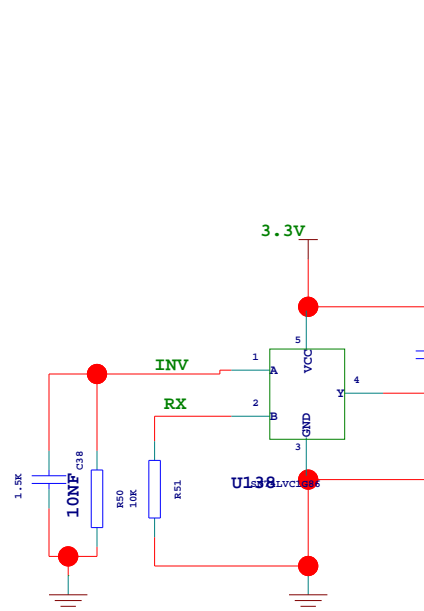 3.3V
5
VCC
1
A
INV
4
Y
RX
2
B
GND
3
U138
SN74LVC1G86
C38
10NF
1.5K
R50
10K
R51